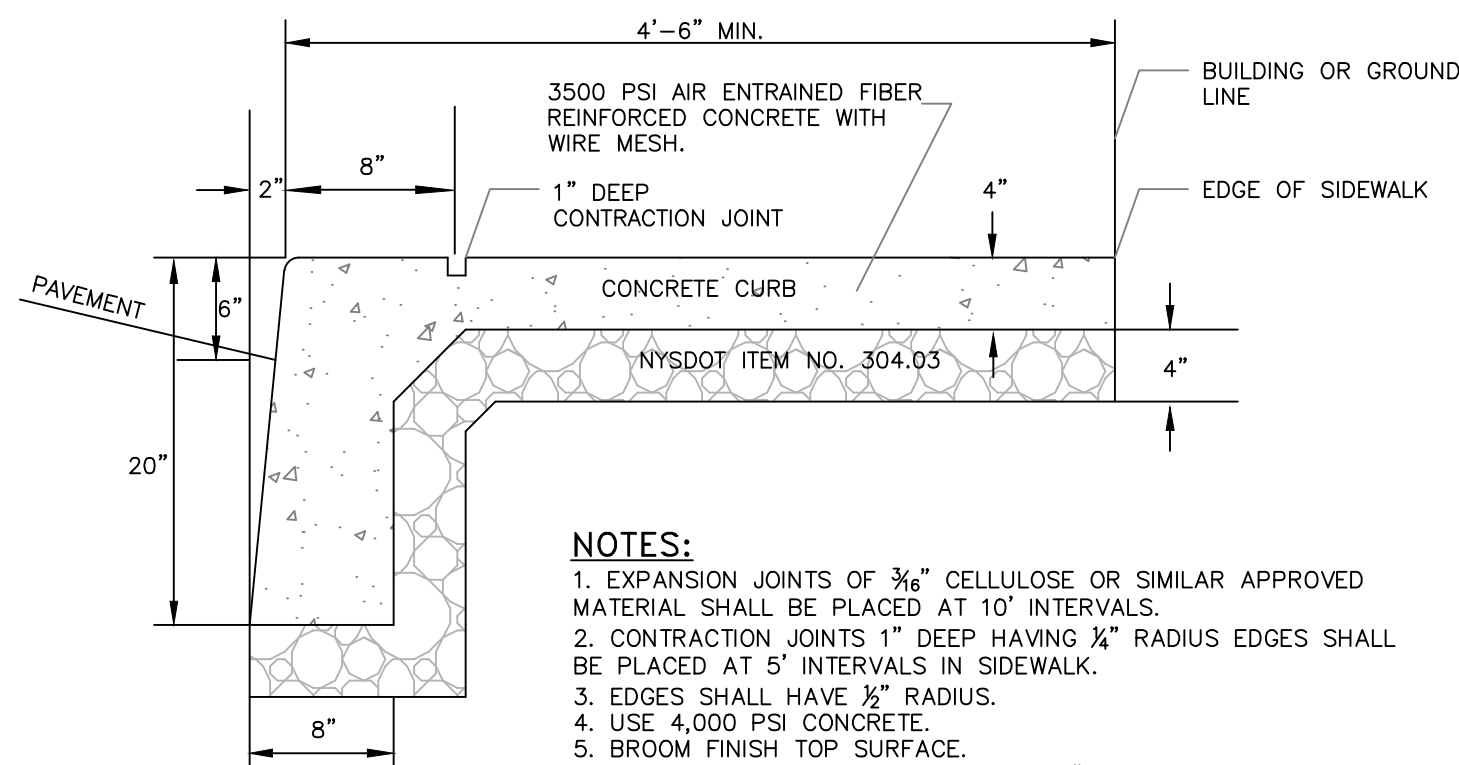 4'-6" MIN.
BUILDING OR GROUND
LINE
3500 PSI AIR ENTRAINED FIBER
REINFORCED CONCRETE WITH
WIRE MESH.
8"
2"
1" DEEP
CONTRACTION JOINT
4"
EDGE OF SIDEWALK
PAVEMENT
6"
CONCRETE CURB
NYSDOT ITEM NO. 304.03
4"
20"
NOTES:
1. EXPANSION JOINTS OF 3/16" CELLULOSE OR SIMILAR APPROVED
MATERIAL SHALL BE PLACED AT 10' INTERVALS.
2. CONTRACTION JOINTS 1" DEEP HAVING 1/4" RADIUS EDGES SHALL
BE PLACED AT 5' INTERVALS IN SIDEWALK.
3. EDGES SHALL HAVE 1/2" RADIUS.
4. USE 4,000 PSI CONCRETE.
5. BROOM FINISH TOP SURFACE.
8"